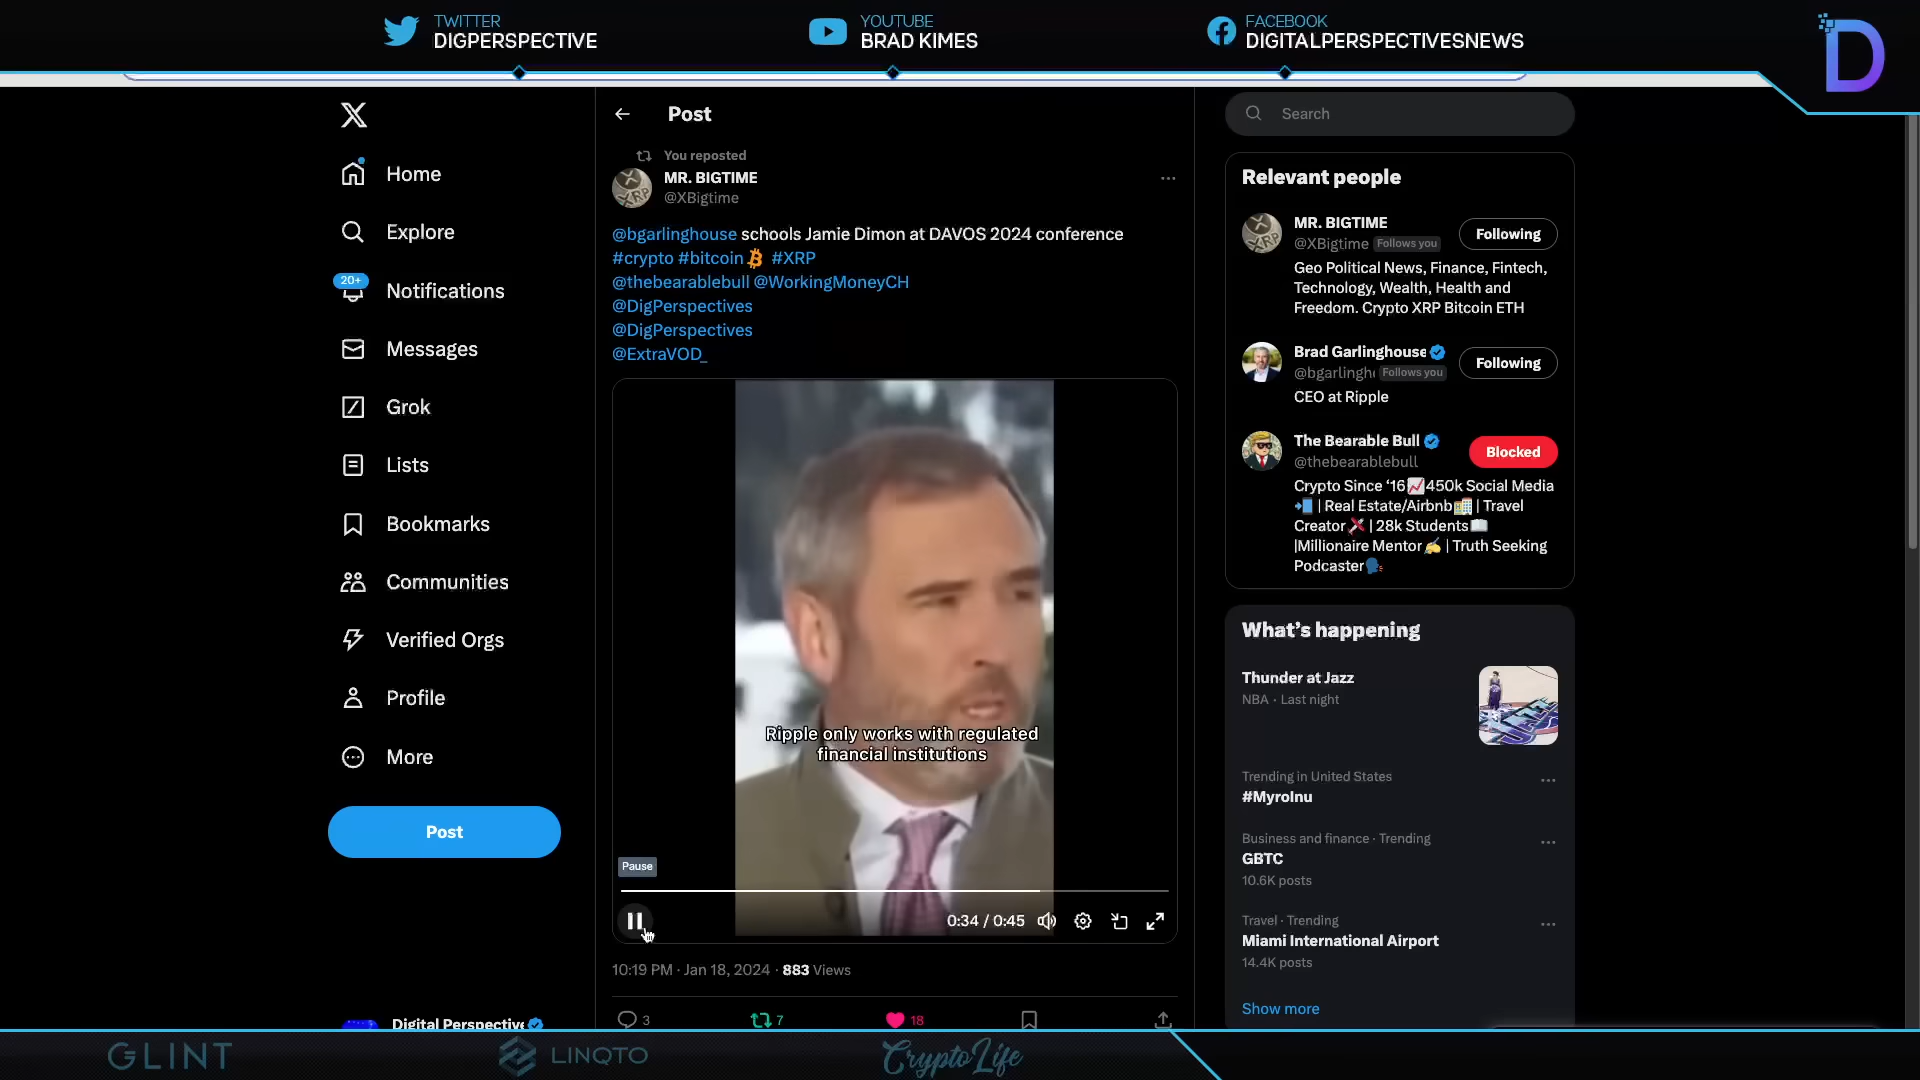 TWITTER
DIGPERSPECTIVE
YOUTUBE
BRAD KIMES
FACEBOOK
DIGITALPERSPECTIVESNEWS
D
Home
Explore
20+
Notifications
Messages
Grok
Lists
Bookmarks
Communities
Verified Orgs
Profile
More
Post
Digital Perspective
Post
You reposted
MR. BIGTIME
@XBigtime
@bgarlinghouse schools Jamie Dimon at DAVOS 2024 conference
#crypto #bitcoin #XRP
@thebearablebull @WorkingMoneyCH
@DigPerspectives
@DigPerspectives
@ExtraVOD_
Ripple only works with regulated
financial institutions
Pause
0:34 / 0:45
10:19 PM · Jan 18, 2024 · 883 Views
3
7
18
Search
Relevant people
MR. BIGTIME
@XBigtime Follows you
Following
Geo Political News, Finance, Fintech,
Technology, Wealth, Health and
Freedom. Crypto XRP Bitcoin ETH
Brad Garlinghouse
@bgarlingh Follows you
Following
CEO at Ripple
The Bearable Bull
@thebearablebull
Blocked
Crypto Since ‘16📈450k Social Media
📲 | Real Estate/Airbnb🏨 | Travel
Creator✈ | 28k Students📖
|Millionaire Mentor✍ | Truth Seeking
Podcaster🗣
What’s happening
Thunder at Jazz
NBA · Last night
Trending in United States
#MyroInu
Business and finance · Trending
GBTC
10.6K posts
Travel · Trending
Miami International Airport
14.4K posts
Show more
GLINT
LINQTO
CryptoLife